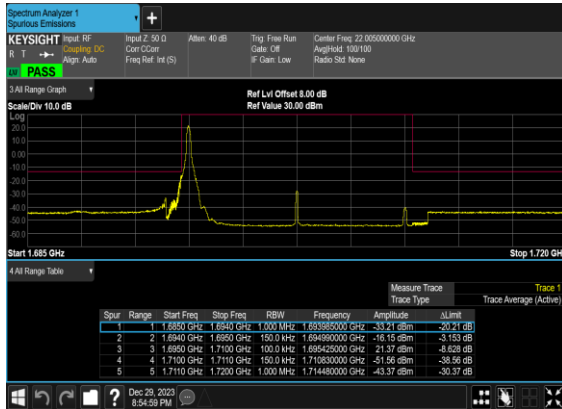 Spectrum Analyzer 1
Spurious Emissions
KEYSIGHT
R T
LXI
PASS
Input: RF
Coupling: DC
Align: Auto
Input Z: 50 Ω
Corr CCorr
Freq Ref: Int (S)
Atten: 40 dB
Trig: Free Run
Gate: Off
IF Gain: Low
Center Freq: 22.005000000 GHz
Avg|Hold: 100/100
Radio Std: None
3 All Range Graph
Scale/Div 10.0 dB
Ref Lvl Offset 8.00 dB
Ref Value 30.00 dBm
Log
20.0
10.0
0.00
-10.0
-20.0
-30.0
-40.0
-50.0
-60.0
Start 1.685 GHz
Stop 1.720 GH
4 All Range Table
Measure Trace Trace 1
Trace Type Trace Average (Active)
Spur Range Start Freq Stop Freq RBW Frequency Amplitude ΔLimit
1 1 1.6850 GHz 1.6940 GHz 1.000 MHz 1.693985000 GHz -33.21 dBm -20.21 dB
2 2 1.6940 GHz 1.6950 GHz 150.0 kHz 1.694990000 GHz -16.15 dBm -3.153 dB
3 3 1.6950 GHz 1.7100 GHz 100.0 kHz 1.695425000 GHz 21.37 dBm -8.628 dB
4 4 1.7100 GHz 1.7110 GHz 150.0 kHz 1.710830000 GHz -51.56 dBm -38.56 dB
5 5 1.7110 GHz 1.7200 GHz 1.000 MHz 1.714480000 GHz -43.37 dBm -30.37 dB
Dec 29, 2023
8:54:59 PM